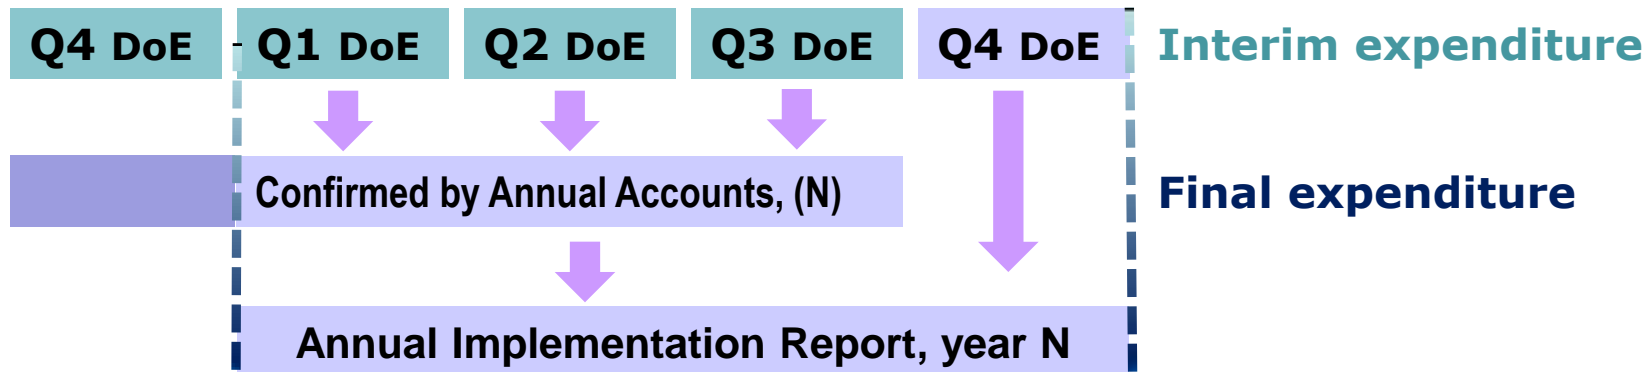 Q4 DoE Q1 DoE Q2 DoE Q3 DoE Q4 DoE Interim expenditure
Confirmed by Annual Accounts, (N) Final expenditure
Annual Implementation Report, year N